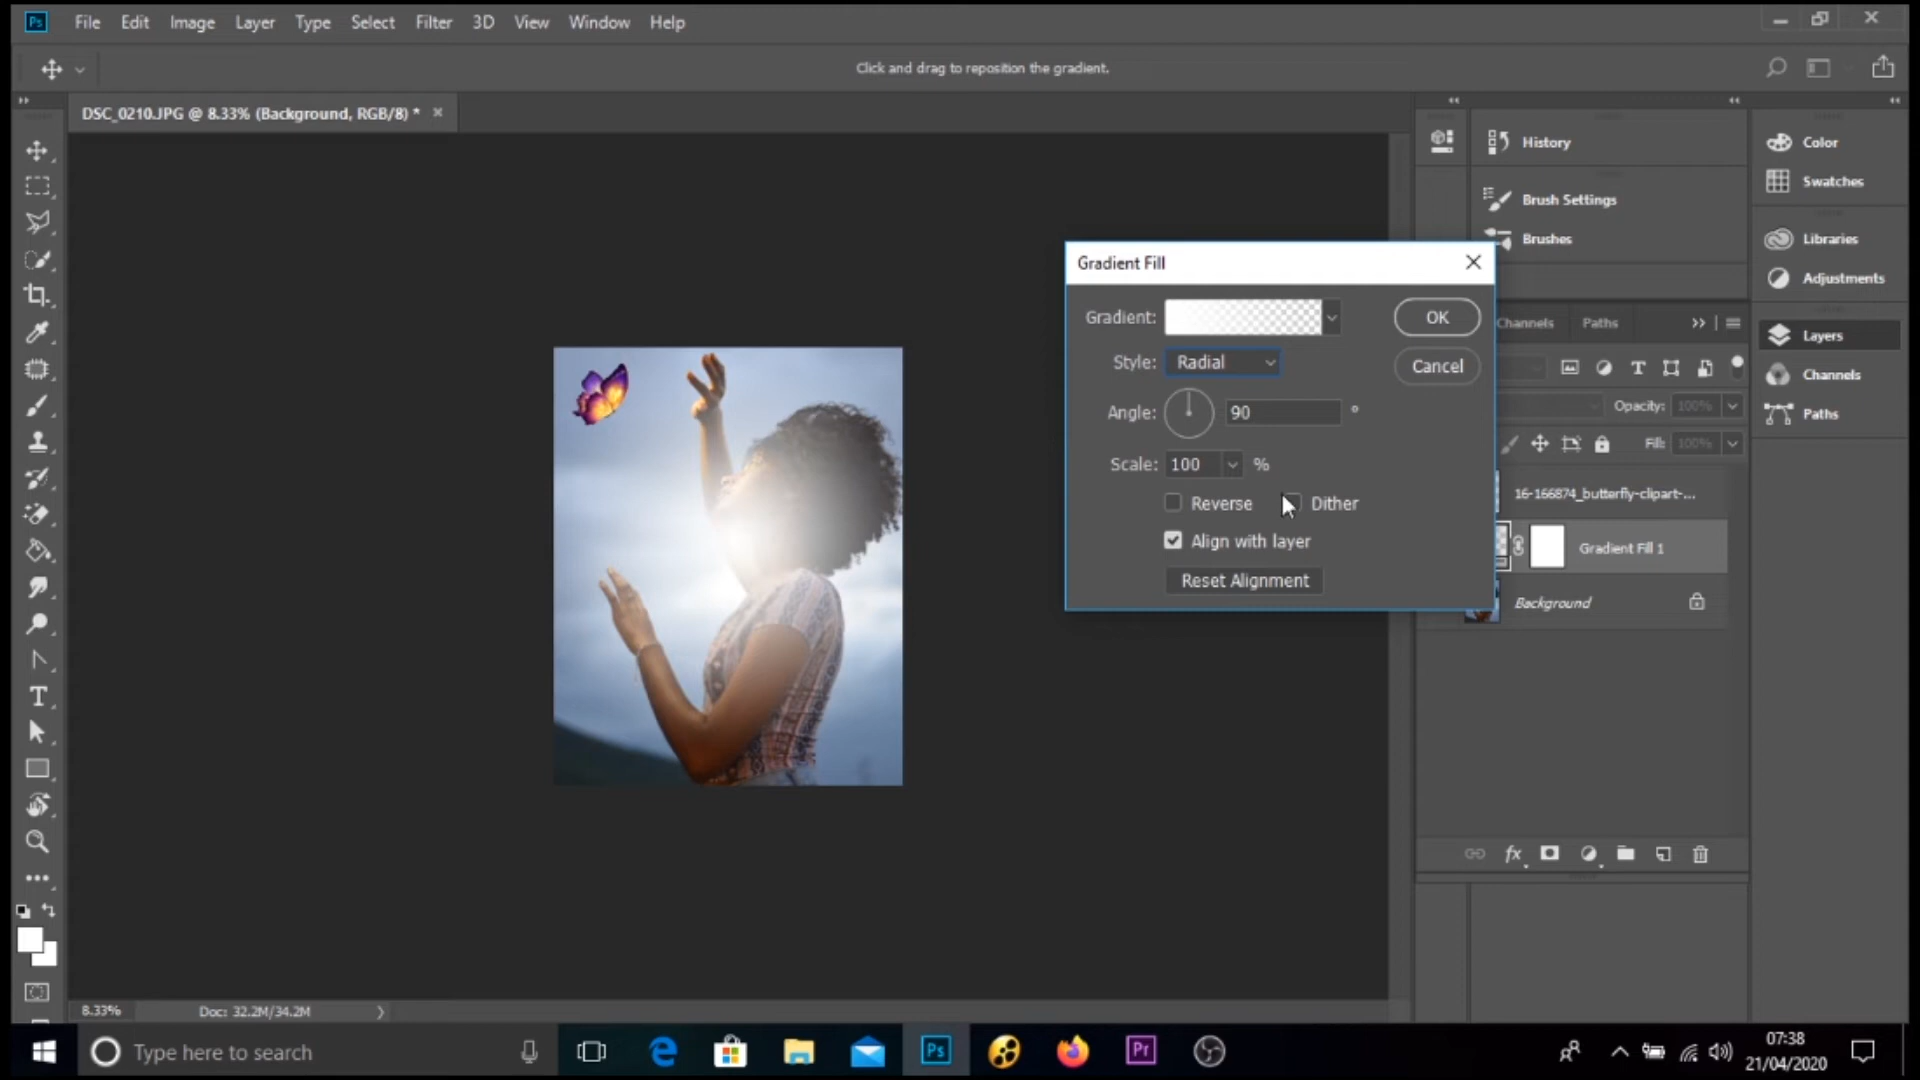 Ps File Edit Image Layer Type Select Filter 3D View Window Help
Click and drag to reposition the gradient.
DSC_0210.JPG @ 8.33% (Background, RGB/8) * ×
History
Brush Settings
Brushes
Color
Swatches
Libraries
Adjustments
Layers
Channels
Paths
Gradient Fill
Gradient:
OK
Style: Radial
Cancel
Angle: 90 °
Scale: 100 %
Reverse Dither
Align with layer
Reset Alignment
Channels Paths
Opacity: 100%
Fill: 100%
16-166874_butterfly-clipart-...
Gradient Fill 1
Background
fx
8.33% Doc: 32.2M/34.2M
Type here to search
Ps
Pr
07:38
21/04/2020